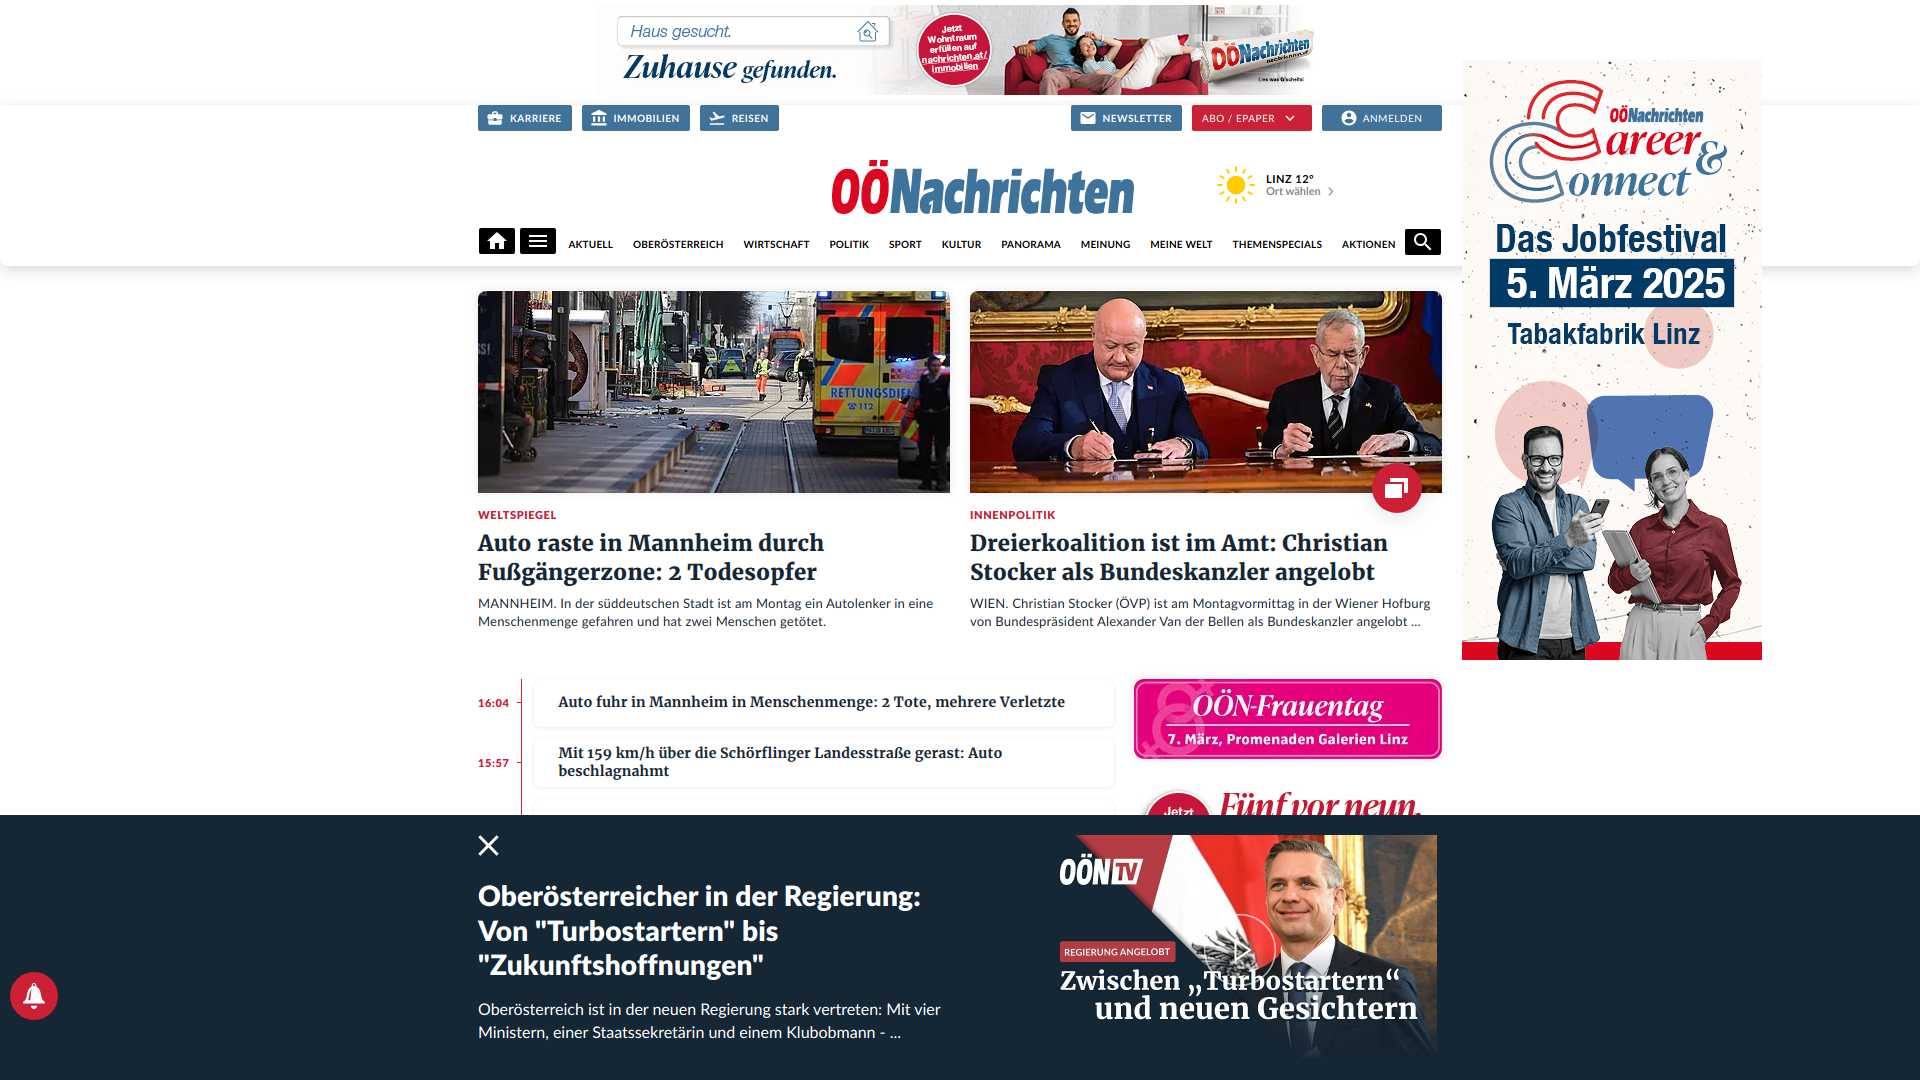 Haus gesucht.
Zuhause gefunden.
Jetzt
Wohntraum
erfüllen auf
nachrichten.at/
immobilien
OÖNachrichten
Lies was G'scheits!
KARRIERE
IMMOBILIEN
REISEN
NEWSLETTER
ABO / EPAPER
ANMELDEN
OÖNachrichten
LINZ 12°
Ort wählen
AKTUELL
OBERÖSTERREICH
WIRTSCHAFT
POLITIK
SPORT
KULTUR
PANORAMA
MEINUNG
MEINE WELT
THEMENSPECIALS
AKTIONEN
OÖNachrichten
Career &
Connect
Das Jobfestival
5. März 2025
Tabakfabrik Linz
RETTUNGSDIEN
112
WELTSPIEGEL
Auto raste in Mannheim durch
Fußgängerzone: 2 Todesopfer
MANNHEIM. In der süddeutschen Stadt ist am Montag ein Autolenker in eine
Menschenmenge gefahren und hat zwei Menschen getötet.
INNENPOLITIK
Dreierkoalition ist im Amt: Christian
Stocker als Bundeskanzler angelobt
WIEN. Christian Stocker (ÖVP) ist am Montagvormittag in der Wiener Hofburg
von Bundespräsident Alexander Van der Bellen als Bundeskanzler angelobt ...
16:04
Auto fuhr in Mannheim in Menschenmenge: 2 Tote, mehrere Verletzte
15:57
Mit 159 km/h über die Schörflinger Landesstraße gerast: Auto
beschlagnahmt
OÖN-Frauentag
7. März, Promenaden Galerien Linz
Jetzt
Fünf vor neun.
Oberösterreicher in der Regierung:
Von "Turbostartern" bis
"Zukunftshoffnungen"
Oberösterreich ist in der neuen Regierung stark vertreten: Mit vier
Ministern, einer Staatssekretärin und einem Klubobmann - ...
OÖN TV
REGIERUNG ANGELOBT
Zwischen „Turbostartern“
und neuen Gesichtern